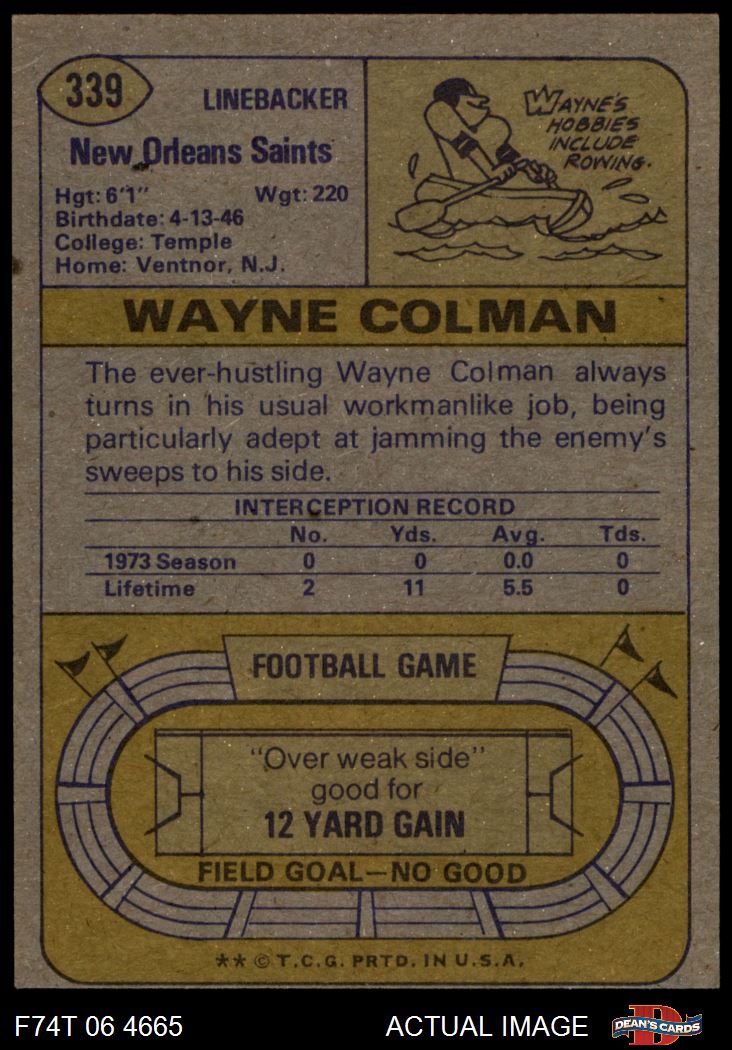 339
LINEBACKER
New Orleans Saints
Hgt: 6'1" Wgt: 220
Birthdate: 4-13-46
College: Temple
Home: Ventnor, N.J.
WAYNE'S
HOBBIES
INCLUDE
ROWING.
WAYNE COLMAN
The ever-hustling Wayne Colman always
turns in his usual workmanlike job, being
particularly adept at jamming the enemy's
sweeps to his side.
INTERCEPTION RECORD
No. Yds. Avg. Tds.
1973 Season 0 0 0.0 0
Lifetime 2 11 5.5 0
FOOTBALL GAME
"Over weak side"
good for
12 YARD GAIN
FIELD GOAL—NO GOOD
** © T.C.G. PRTD. IN U.S.A.
F74T 06 4665
ACTUAL IMAGE
D
DEAN'S CARDS